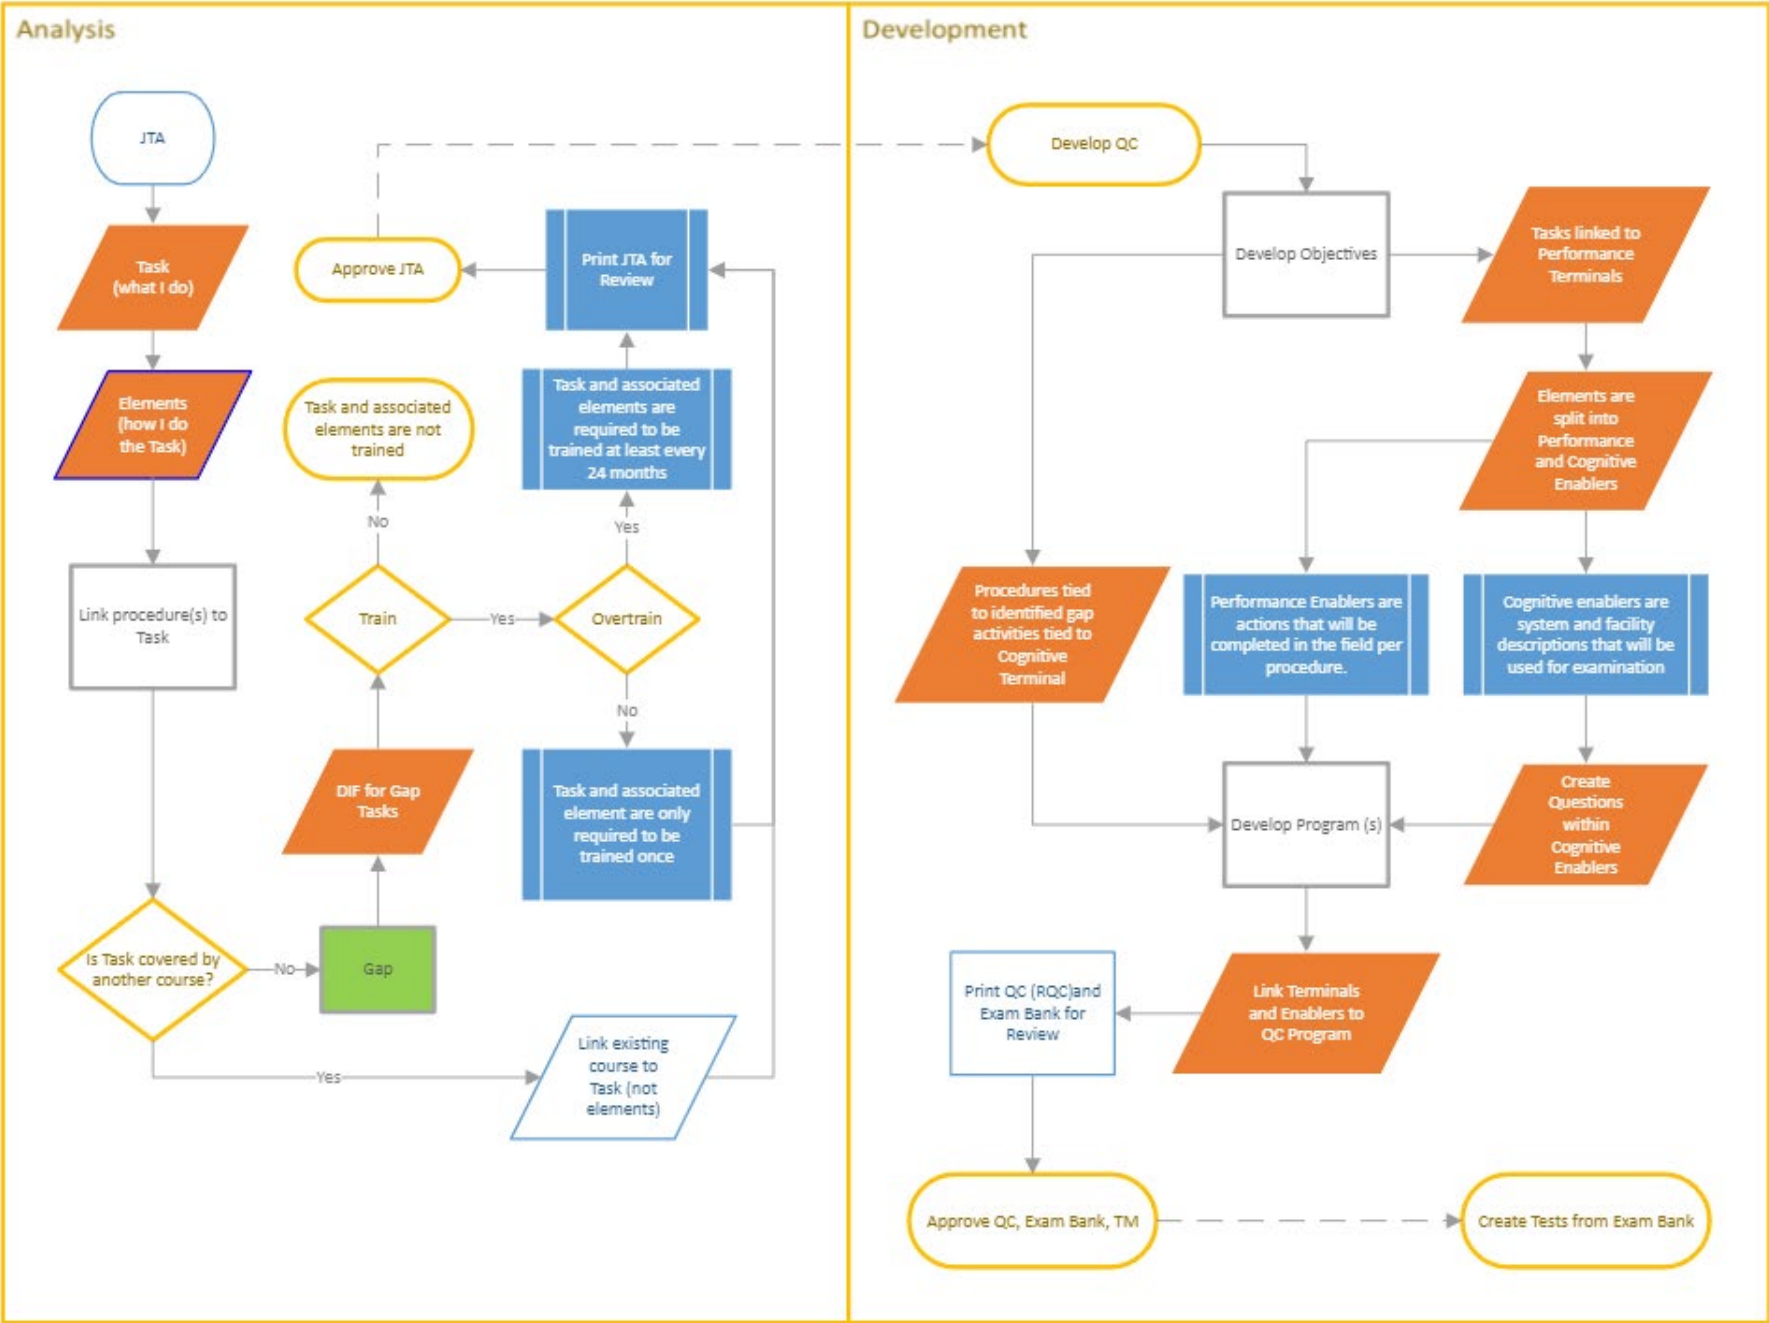 Analysis
JTA
Task
(what I do)
Elements
(how I do
the Task)
Link procedure(s) to
Task
Is Task covered by
another course?
No
Gap
Yes
Link existing
course to
Task (not
elements)
DIF for Gap
Tasks
Train
No
Task and associated
elements are not
trained
Yes
Overtrain
Yes
Task and associated
elements are
required to be
trained at least every
24 months
No
Task and associated
element are only
required to be
trained once
Print JTA for
Review
Approve JTA
Development
Develop QC
Develop Objectives
Tasks linked to
Performance
Terminals
Elements are
split into
Performance
and Cognitive
Enablers
Procedures tied
to identified gap
activities tied to
Cognitive
Terminal
Performance Enablers are
actions that will be
completed in the field per
procedure.
Cognitive enablers are
system and facility
descriptions that will be
used for examination
Develop Program (s)
Create
Questions
within
Cognitive
Enablers
Link Terminals
and Enablers to
QC Program
Print QC (RQC)and
Exam Bank for
Review
Approve QC, Exam Bank, TM
Create Tests from Exam Bank